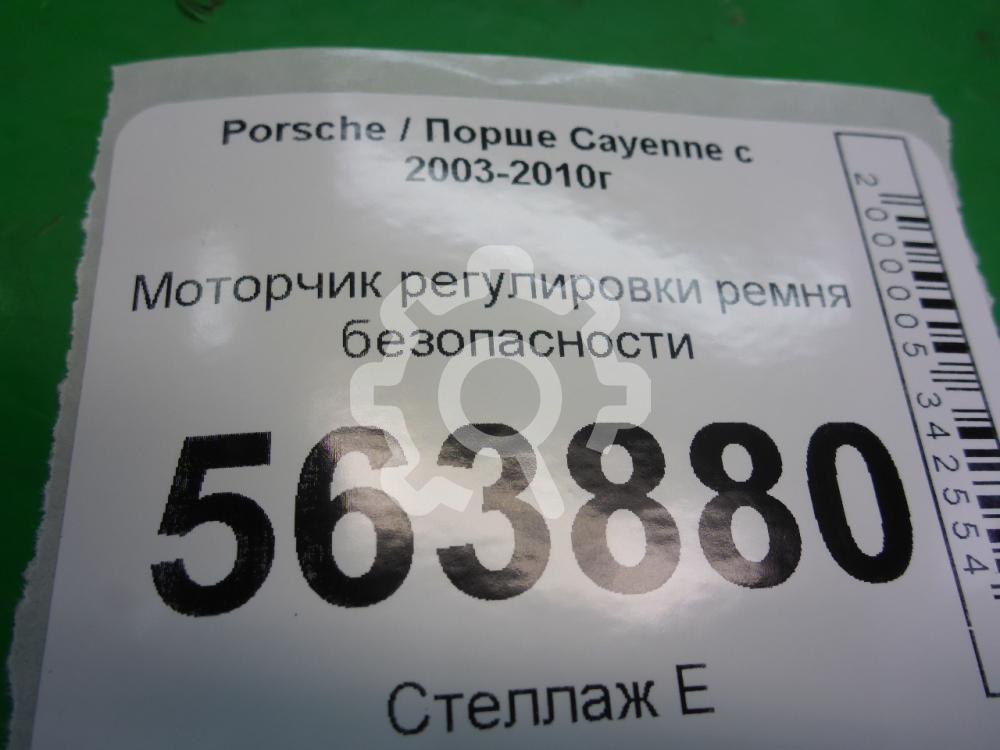 Porsche / Порше Cayenne с
2003-2010г
Моторчик регулировки ремня
безопасности
563880
Стеллаж Е
2000005342554